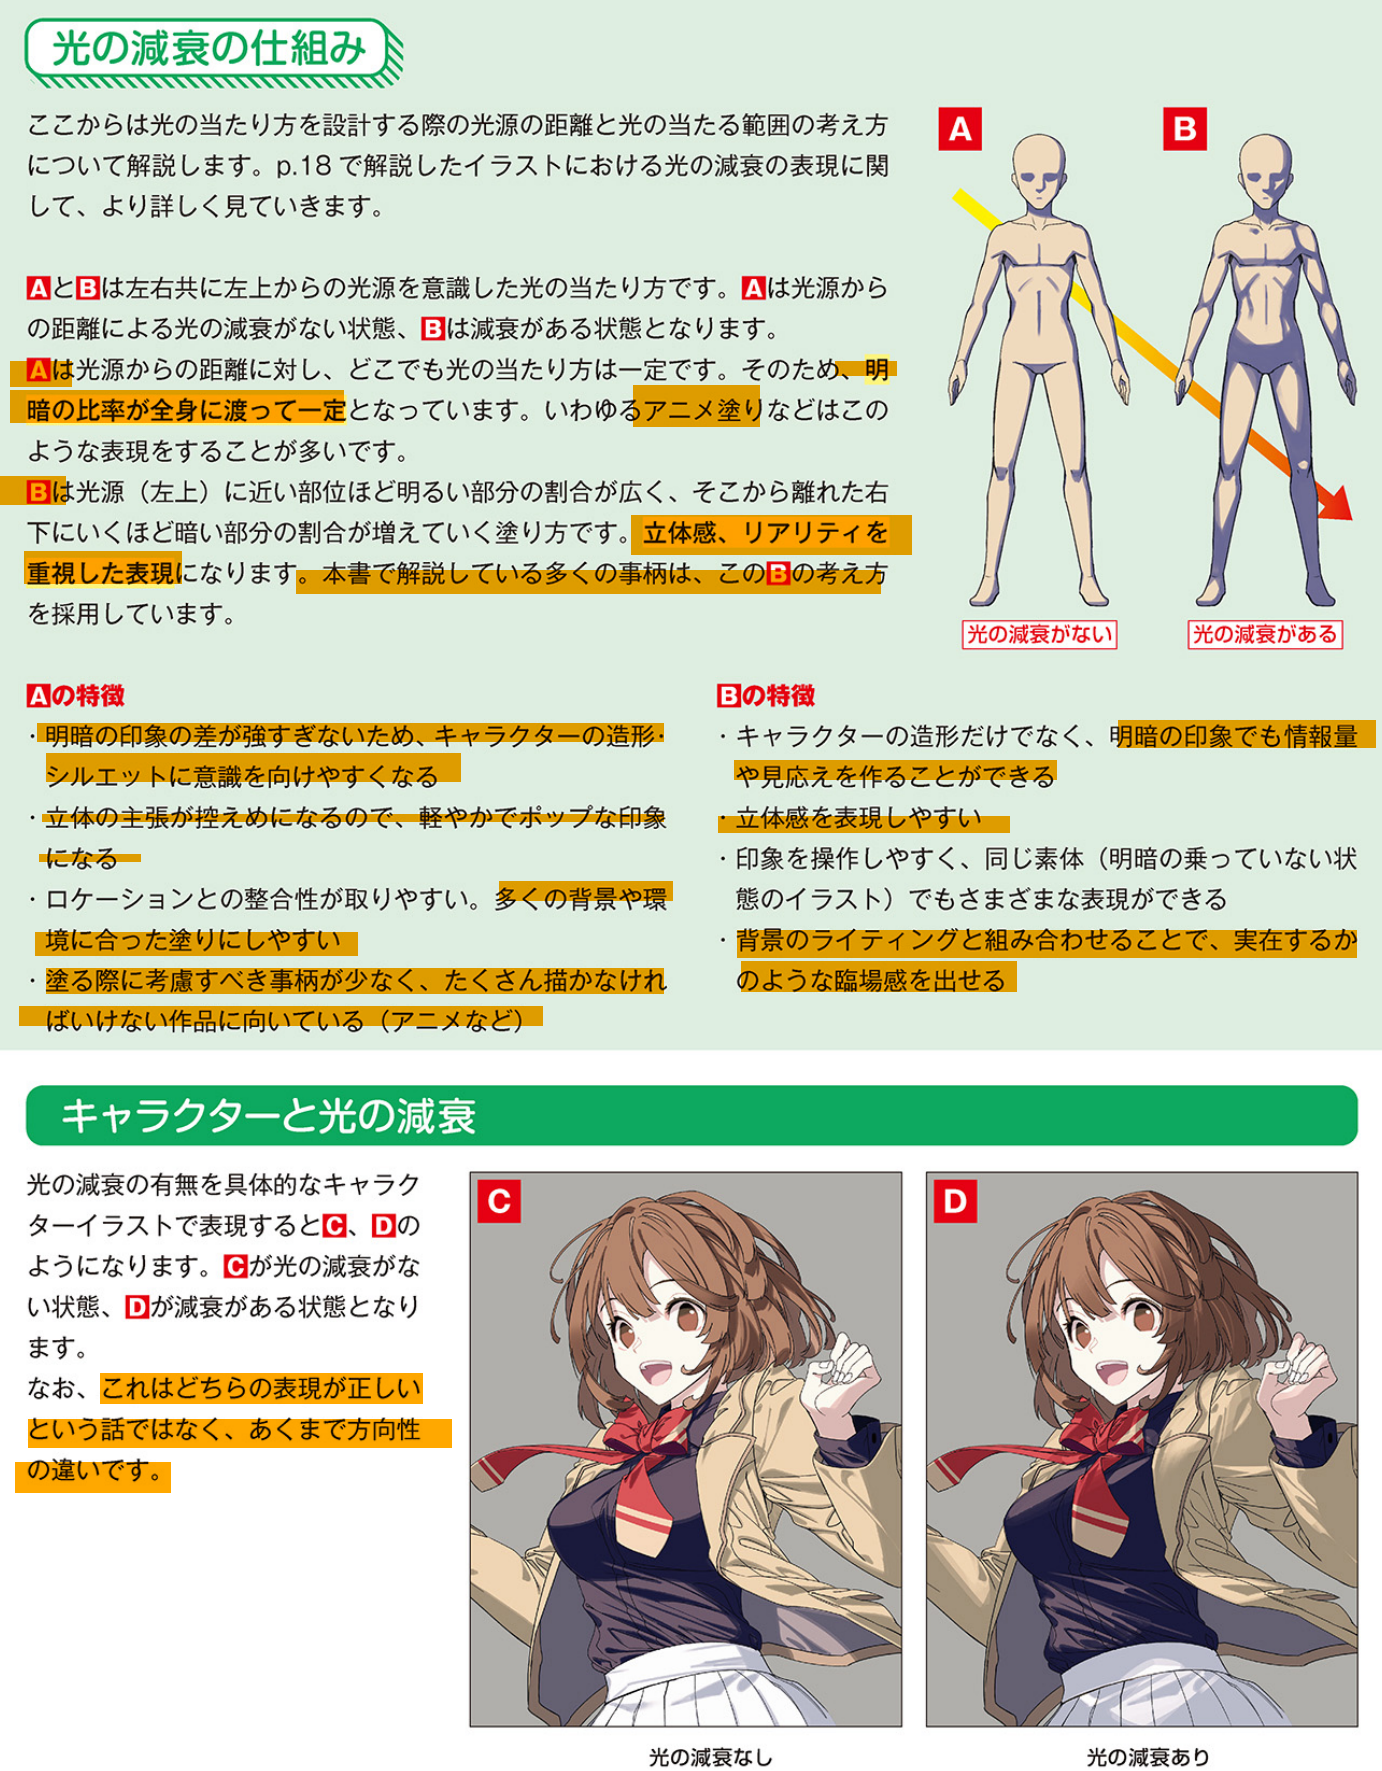 光の減衰の仕組み
ここからは光の当たり方を設計する際の光源の距離と光の当たる範囲の考え方
について解説します。p.18 で解説したイラストにおける光の減衰の表現に関
して、より詳しく見ていきます。
AとBは左右共に左上からの光源を意識した光の当たり方です。Aは光源から
の距離による光の減衰がない状態、Bは減衰がある状態となります。
Aは光源からの距離に対し、どこでも光の当たり方は一定です。そのため、明
暗の比率が全身に渡って一定となっています。いわゆるアニメ塗りなどはこの
ような表現をすることが多いです。
Bは光源（左上）に近い部位ほど明るい部分の割合が広く、そこから離れた右
下にいくほど暗い部分の割合が増えていく塗り方です。立体感、リアリティを
重視した表現になります。本書で解説している多くの事柄は、このBの考え方
を採用しています。
A
B
光の減衰がない
光の減衰がある
Aの特徴
・明暗の印象の差が強すぎないため、キャラクターの造形・
シルエットに意識を向けやすくなる
・立体の主張が控えめになるので、軽やかでポップな印象
になる
・ロケーションとの整合性が取りやすい。多くの背景や環
境に合った塗りにしやすい
・塗る際に考慮すべき事柄が少なく、たくさん描かなけれ
ばいけない作品に向いている（アニメなど）
Bの特徴
・キャラクターの造形だけでなく、明暗の印象でも情報量
や見応えを作ることができる
・立体感を表現しやすい
・印象を操作しやすく、同じ素体（明暗の乗っていない状
態のイラスト）でもさまざまな表現ができる
・背景のライティングと組み合わせることで、実在するか
のような臨場感を出せる
キャラクターと光の減衰
光の減衰の有無を具体的なキャラク
ターイラストで表現するとC、Dの
ようになります。Cが光の減衰がな
い状態、Dが減衰がある状態となり
ます。
なお、これはどちらの表現が正しい
という話ではなく、あくまで方向性
の違いです。
C
D
光の減衰なし
光の減衰あり